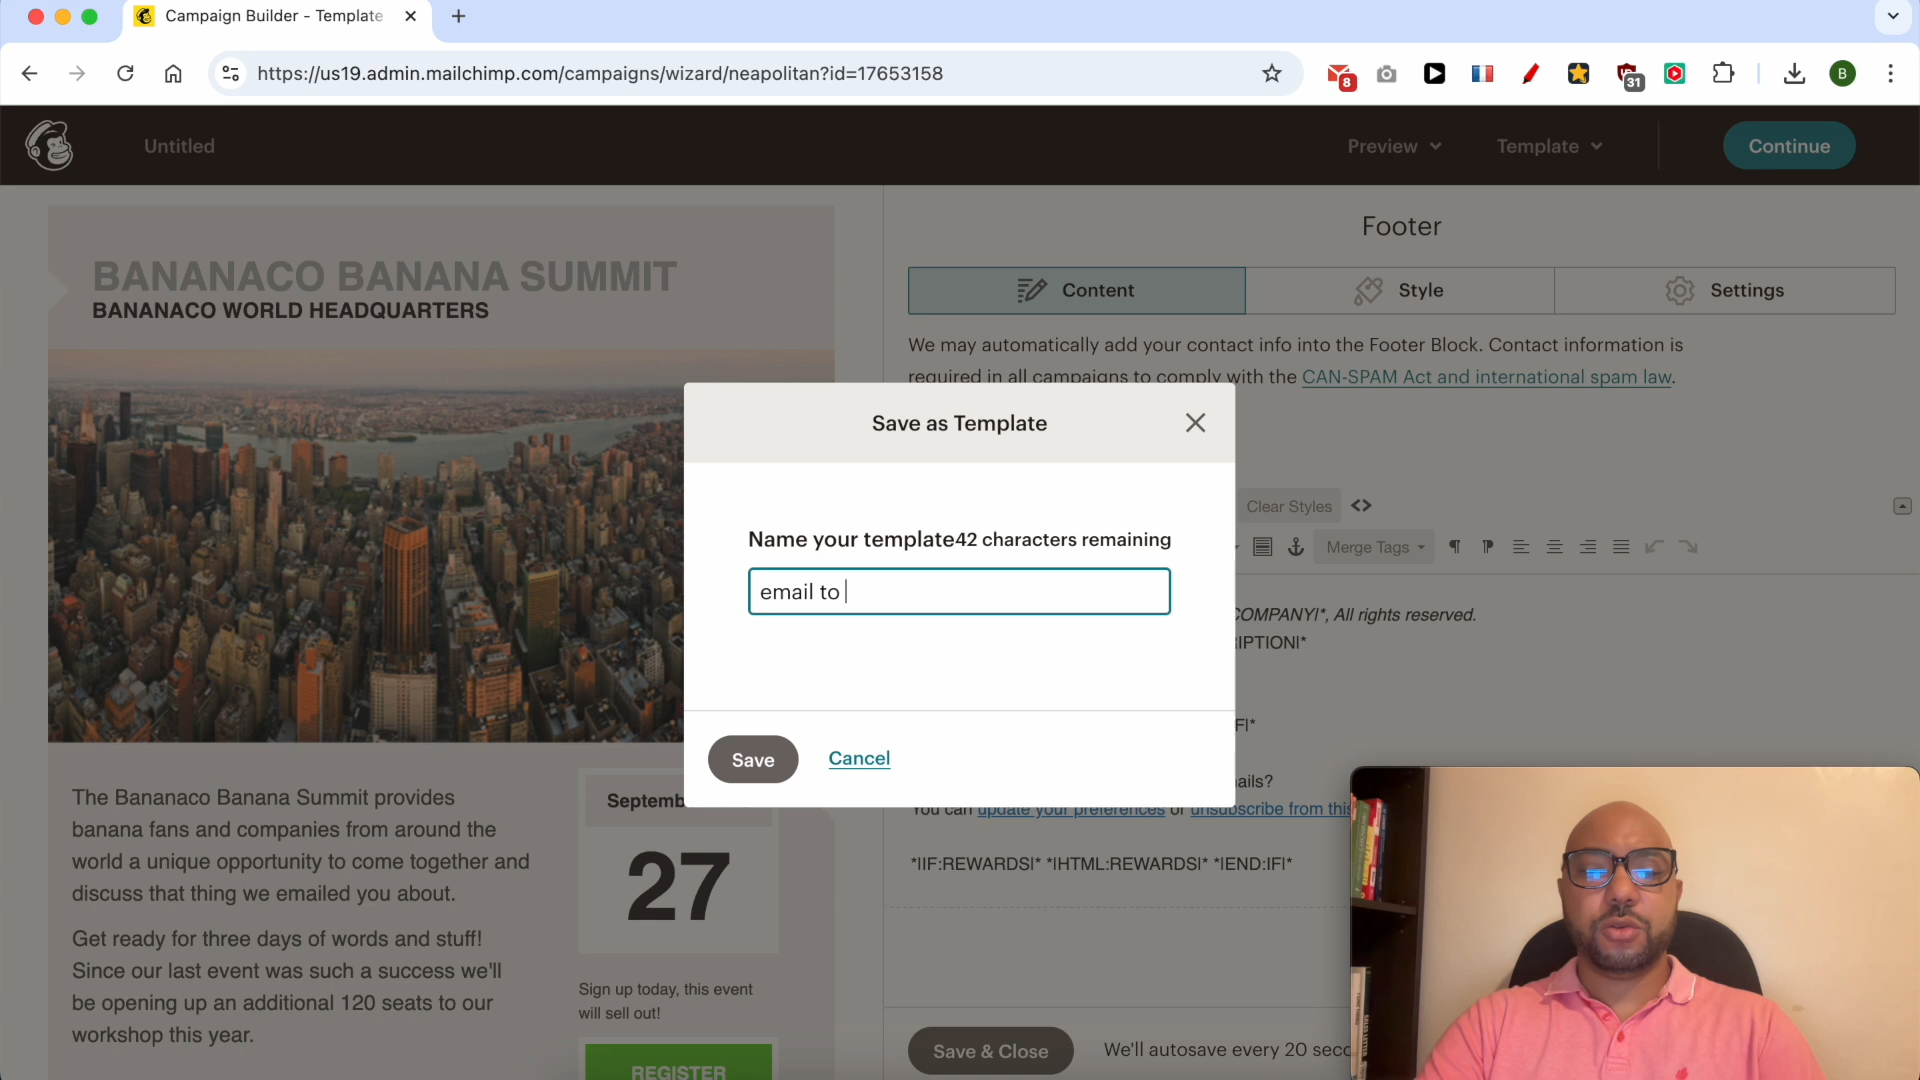 Campaign Builder - Template
https://us19.admin.mailchimp.com/campaigns/wizard/neapolitan?id=17653158
8
31
B
Untitled
Preview
Template
Continue
BANANACO BANANA SUMMIT
BANANACO WORLD HEADQUARTERS
Footer
Content
Style
Settings
We may automatically add your contact info into the Footer Block. Contact information is
required in all campaigns to comply with the CAN-SPAM Act and international spam law.
Save as Template
Name your template 42 characters remaining
email to
Save
Cancel
Clear Styles
Merge Tags
COMPANY|*, All rights reserved.
IPTION|*
F|*
ails?
You can update your preferences or unsubscribe from this
*|IF:REWARDS|* *|HTML:REWARDS|* *|END:IF|*
The Bananaco Banana Summit provides
banana fans and companies from around the
world a unique opportunity to come together and
discuss that thing we emailed you about.
Get ready for three days of words and stuff!
Since our last event was such a success we'll
be opening up an additional 120 seats to our
workshop this year.
Septemb
27
Sign up today, this event
will sell out!
REGISTER
Save & Close
We'll autosave every 20 seco